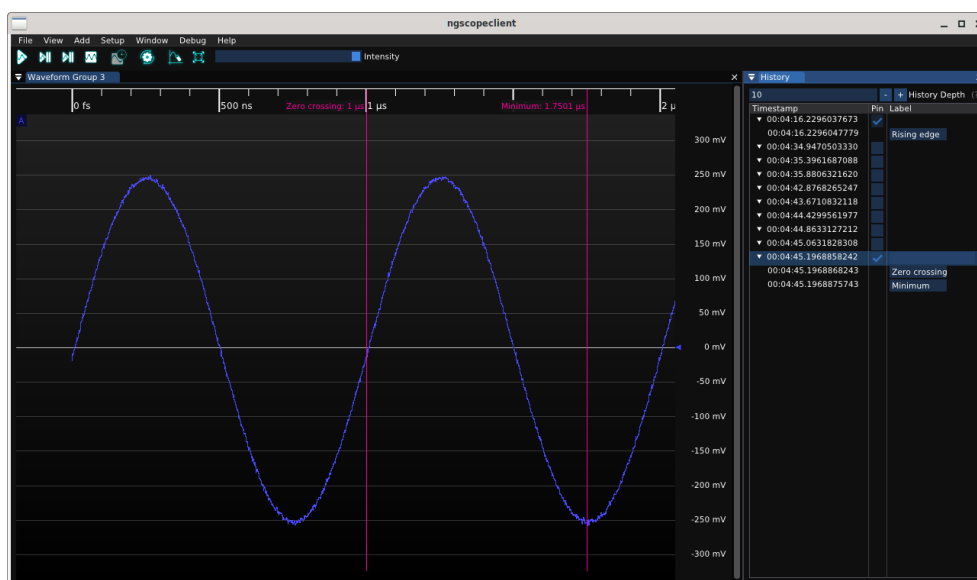 ngscopeclient
File View Add Setup Window Debug Help
Intensity
Waveform Group 3
0 fs 500 ns Zero crossing: 1 µs 1 µs Minimum: 1.7501 µs 2 µ
A
300 mV
250 mV
200 mV
150 mV
100 mV
50 mV
0 mV
-50 mV
-100 mV
-150 mV
-200 mV
-250 mV
-300 mV
History
10 - + History Depth
Timestamp Pin Label
00:04:16.2296037673
00:04:16.2296047779 Rising edge
00:04:34.9470503330
00:04:35.3961687088
00:04:35.8806321620
00:04:42.8768265247
00:04:43.6710832118
00:04:44.4299561977
00:04:44.8633127212
00:04:45.0631828308
00:04:45.1968858242
00:04:45.1968868243 Zero crossing
00:04:45.1968875743 Minimum